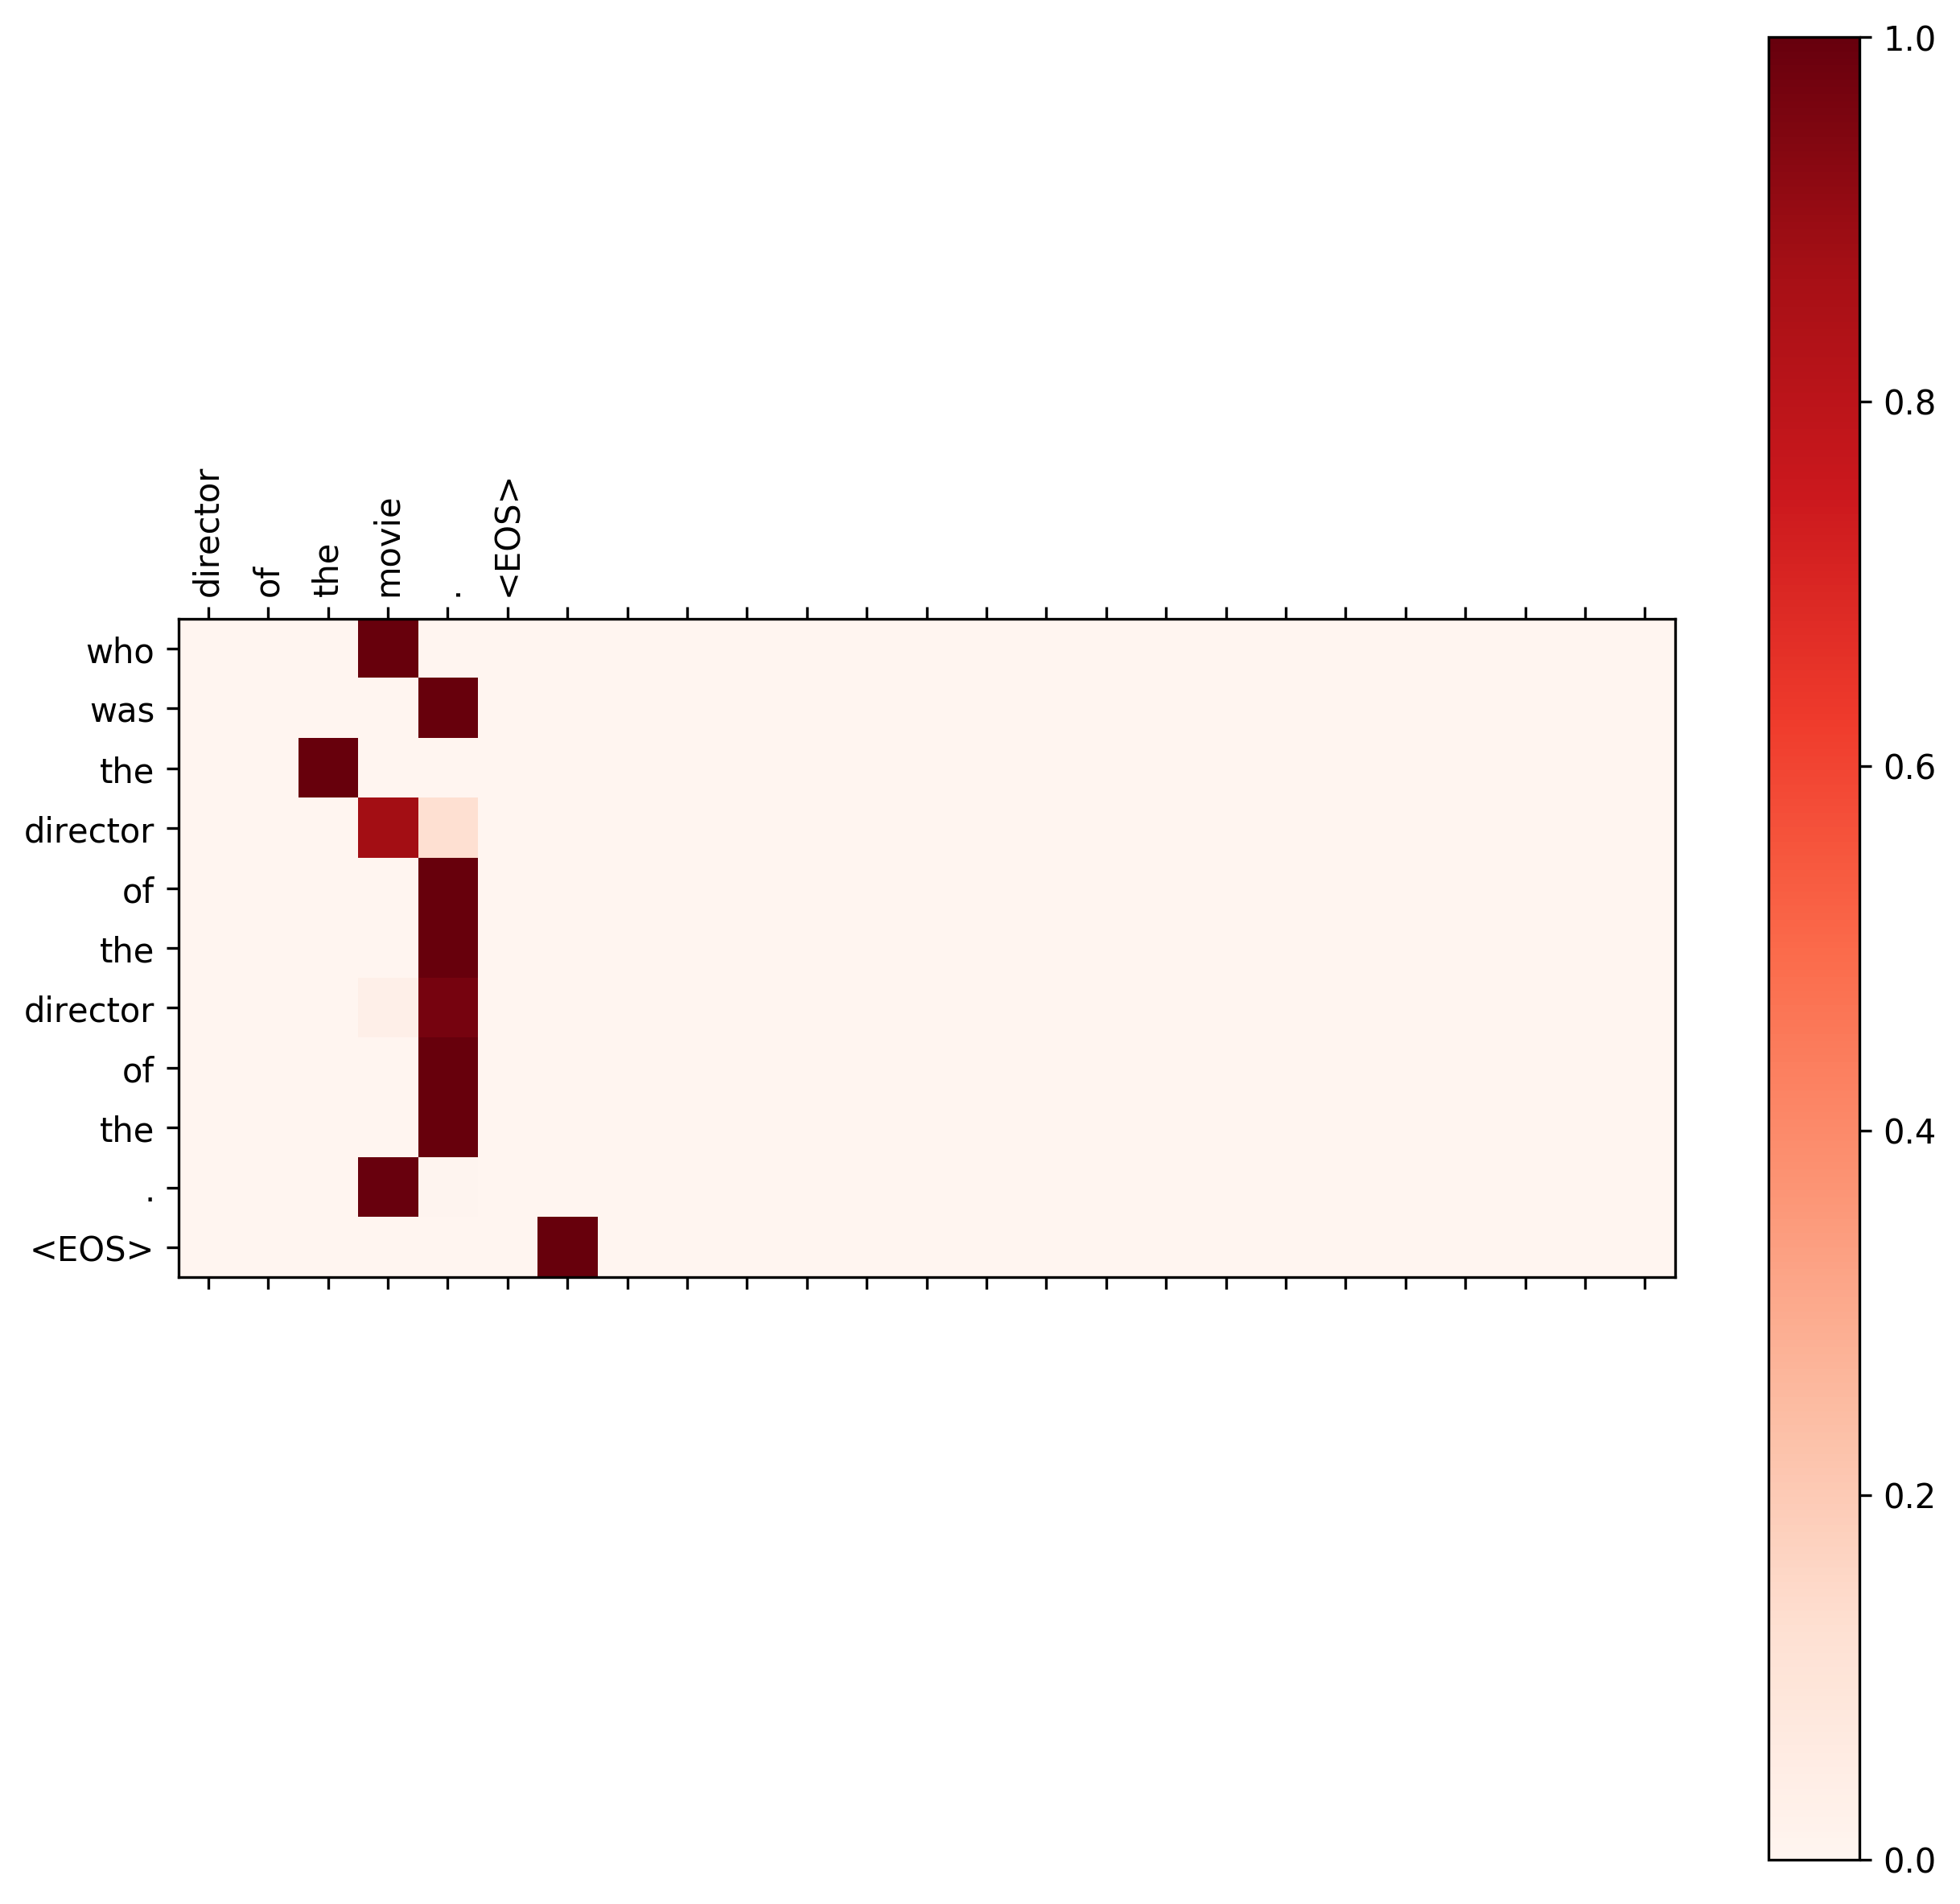 director
of
the
movie
.
<EOS>
who
was
the
director
of
the
director
of
the
.
<EOS>
1.0
0.8
0.6
0.4
0.2
0.0